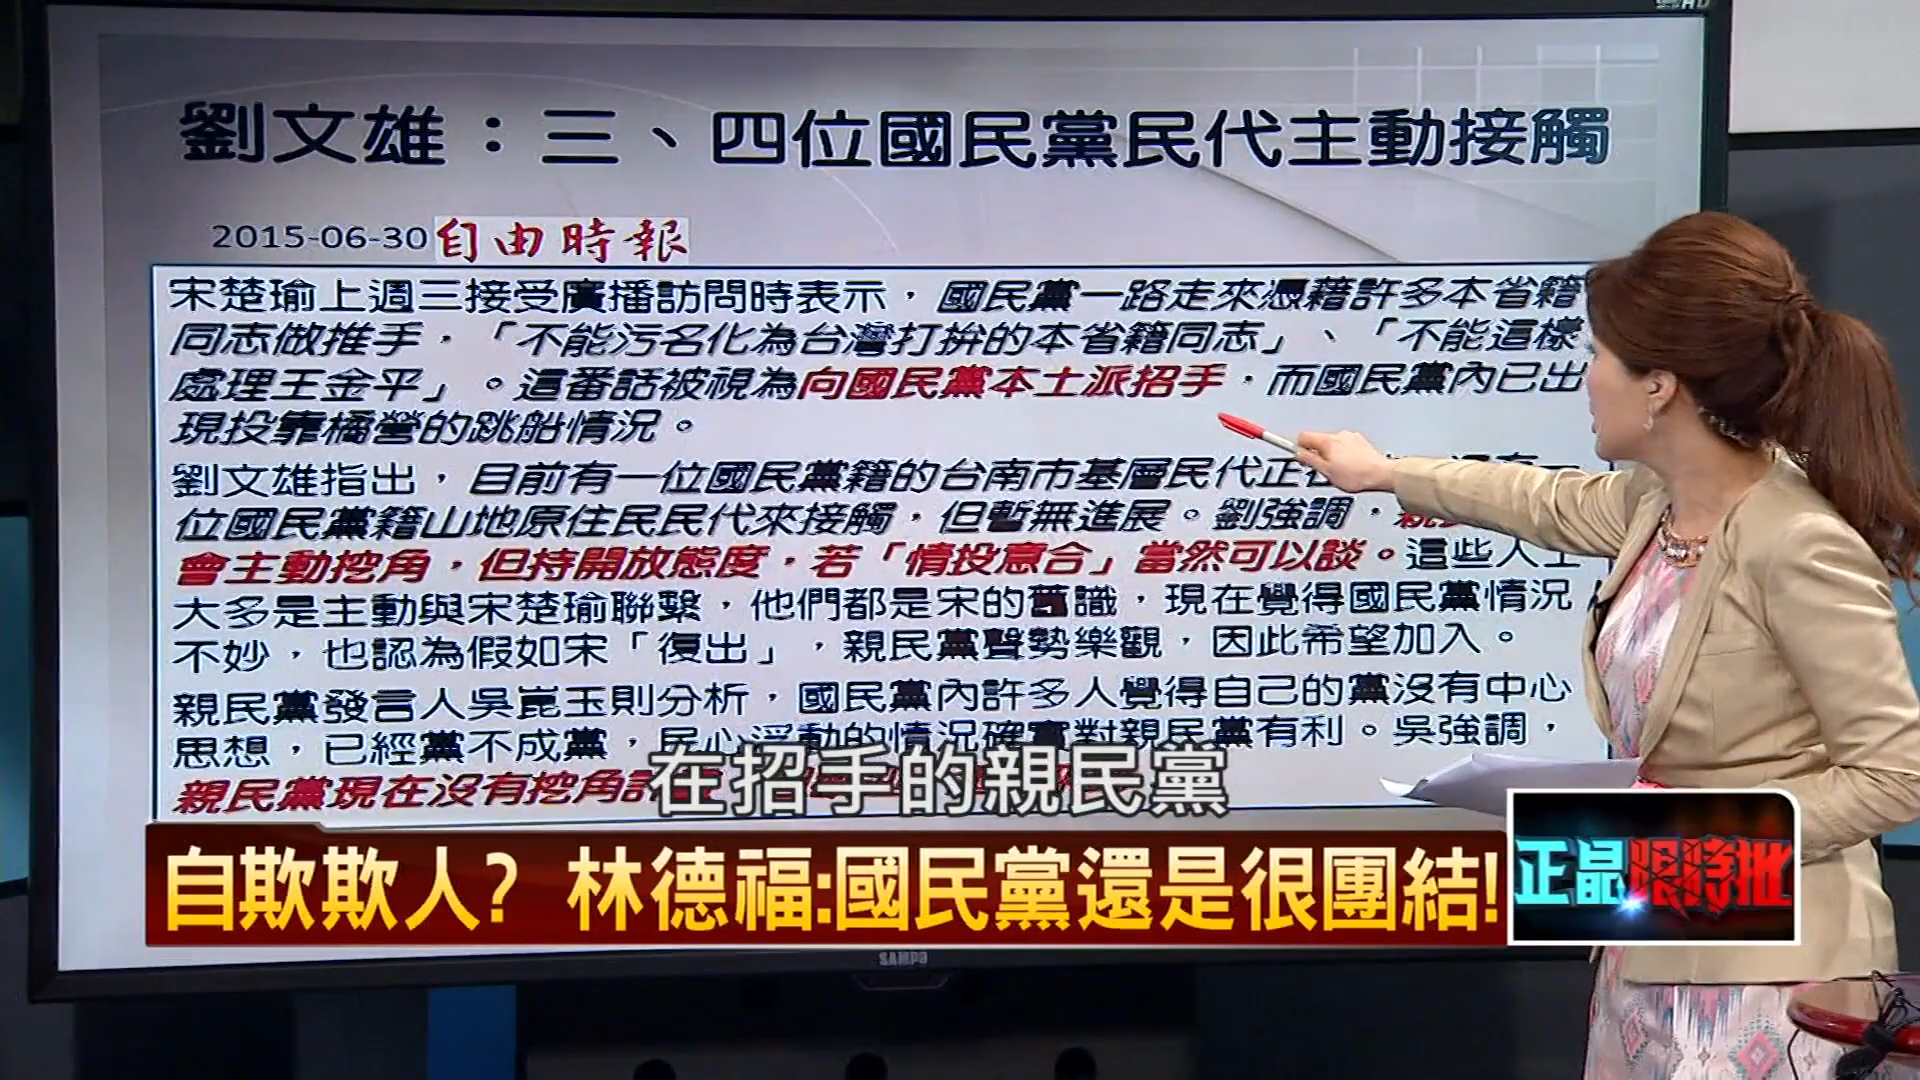 劉文雄：三、四位國民黨民代主動接觸
2015-06-30 自由時報
宋楚瑜上週三接受廣播訪問時表示，國民黨一路走來憑藉許多本省籍
同志做推手，「不能污名化為台灣打拚的本省籍同志」、「不能這樣
處理王金平」。這番話被視為向國民黨本土派招手，而國民黨內已出
現投靠橘營的跳船情況。
劉文雄指出，目前有一位國民黨籍的台南市基層民代正在
位國民黨籍山地原住民民代來接觸，但暫無進展。劉強調，親
會主動挖角，但持開放態度，若「情投意合」當然可以談。這些人士
大多是主動與宋楚瑜聯繫，他們都是宋的舊識，現在覺得國民黨情況
不妙，也認為假如宋「復出」，親民黨聲勢樂觀，因此希望加入。
親民黨發言人吳崑玉則分析，國民黨內許多人覺得自己的黨沒有中心
思想，已經黨不成黨，民心浮動的情況確實對親民黨有利。吳強調，
親民黨現在沒有挖角
在招手的親民黨
自欺欺人? 林德福:國民黨還是很團結!
正晶限時批
SAMPO